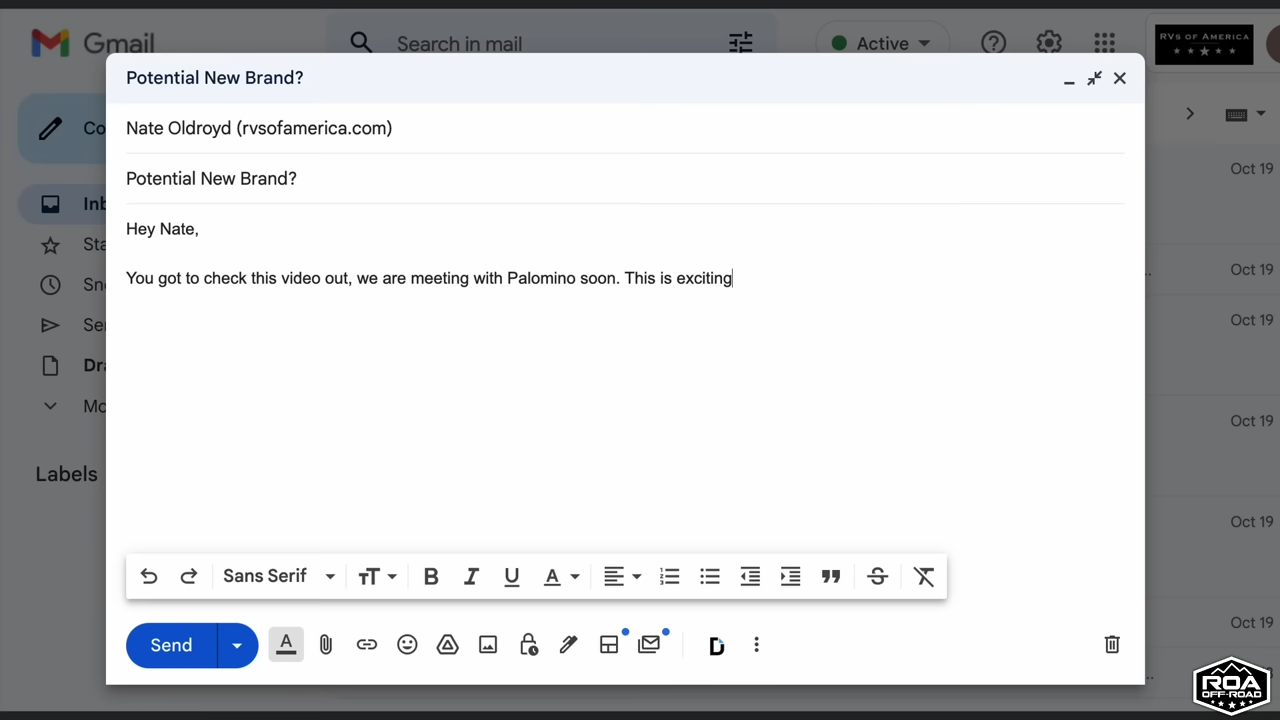 Gmail
Search in mail
Active
RVS OF AMERICA
Potential New Brand?
Co
Nate Oldroyd (rvsofamerica.com)
Inb
Potential New Brand?
Oct 19
Sta
Hey Nate,
Sno
You got to check this video out, we are meeting with Palomino soon. This is exciting
Oct 19
Sen
Oct 19
Dra
Mo
Oct 19
Labels
Oct 19
Sans Serif
Send
Oct 19
ROA
OFF-ROAD